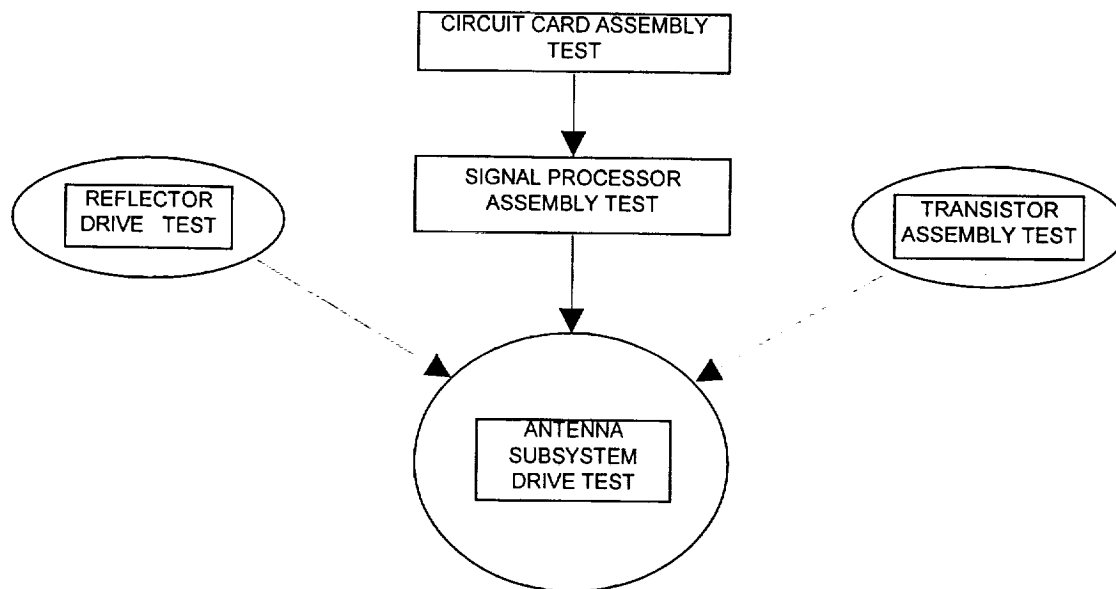 CIRCUIT CARD ASSEMBLY
TEST
SIGNAL PROCESSOR
ASSEMBLY TEST
REFLECTOR
DRIVE TEST
TRANSISTOR
ASSEMBLY TEST
ANTENNA
SUBSYSTEM
DRIVE TEST